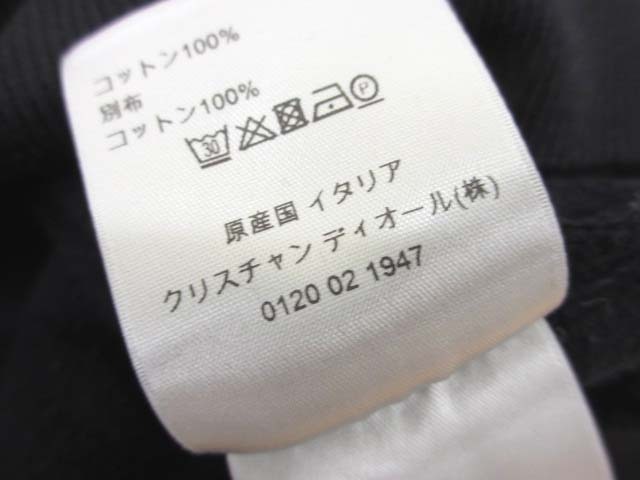 コットン100%
別布
コットン100%
30 P
原産国 イタリア
クリスチャン ディオール(株)
0120 02 1947